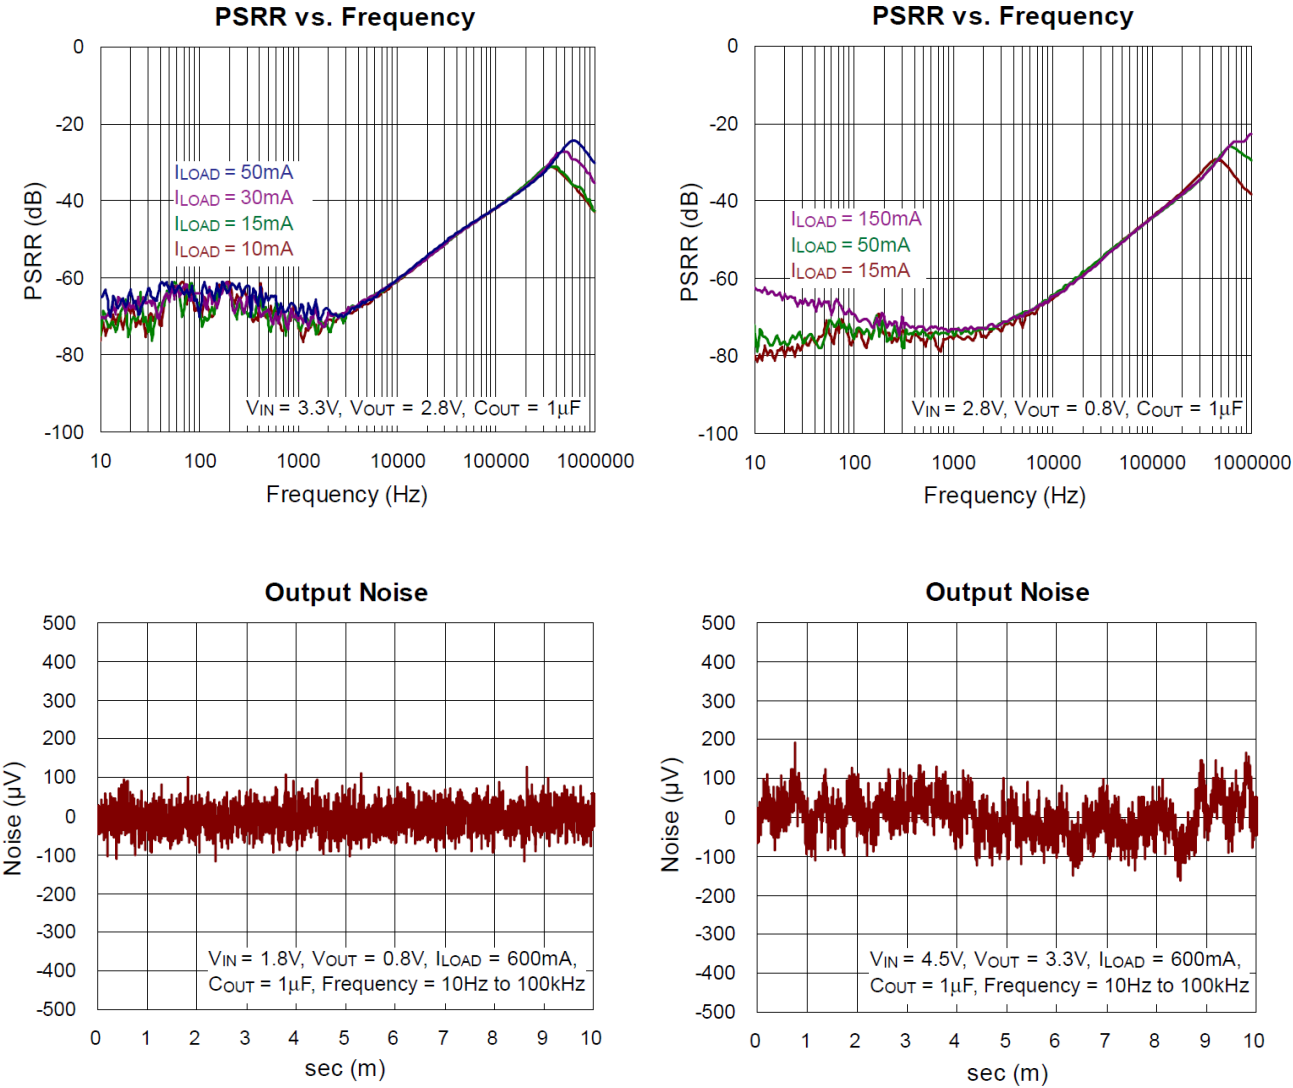 PSRR vs. Frequency
0
-20
-40
-60
-80
-100
PSRR (dB)
ILOAD = 50mA
ILOAD = 30mA
ILOAD = 15mA
ILOAD = 10mA
VIN = 3.3V, VOUT = 2.8V, COUT = 1μF
10 100 1000 10000 100000 1000000
Frequency (Hz)
PSRR vs. Frequency
0
-20
-40
-60
-80
-100
PSRR (dB)
ILOAD = 150mA
ILOAD = 50mA
ILOAD = 15mA
VIN = 2.8V, VOUT = 0.8V, COUT = 1μF
10 100 1000 10000 100000 1000000
Frequency (Hz)
Output Noise
500
400
300
200
100
0
-100
-200
-300
-400
-500
Noise (μV)
VIN = 1.8V, VOUT = 0.8V, ILOAD = 600mA,
COUT = 1μF, Frequency = 10Hz to 100kHz
0 1 2 3 4 5 6 7 8 9 10
sec (m)
Output Noise
500
400
300
200
100
0
-100
-200
-300
-400
-500
Noise (μV)
VIN = 4.5V, VOUT = 3.3V, ILOAD = 600mA,
COUT = 1μF, Frequency = 10Hz to 100kHz
0 1 2 3 4 5 6 7 8 9 10
sec (m)